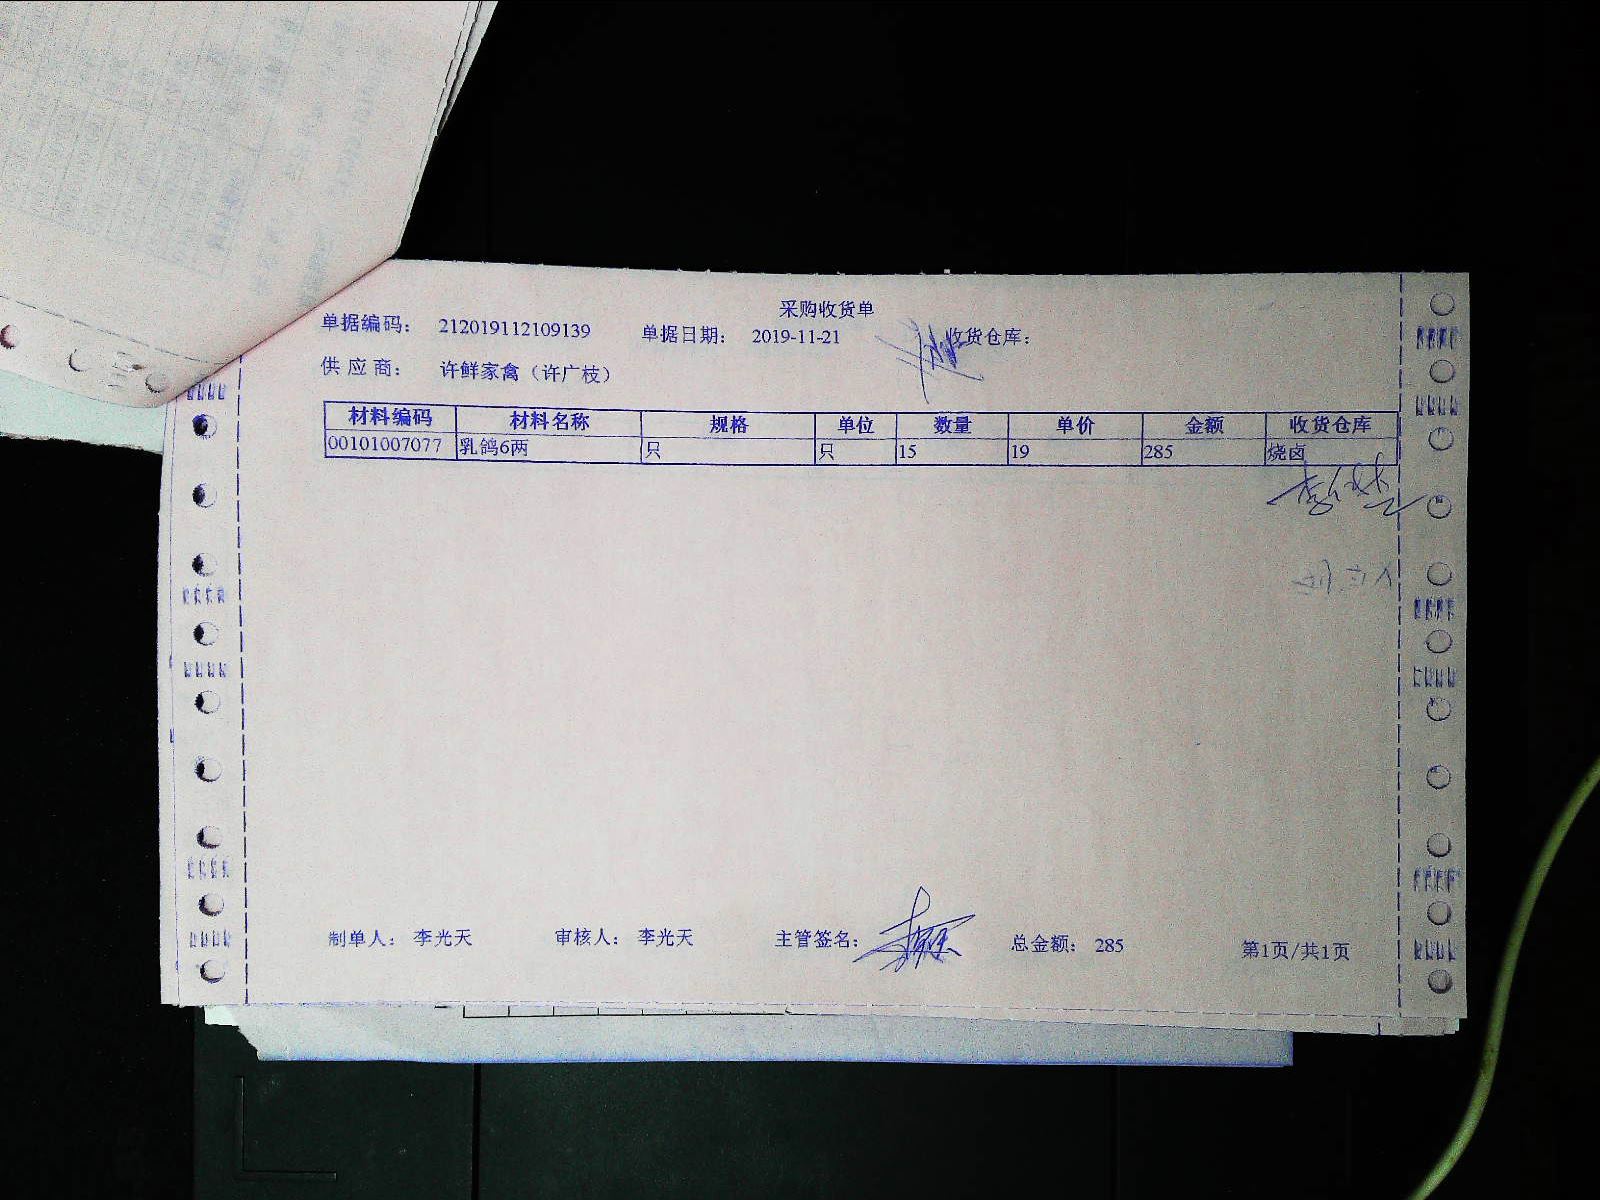 采购收货单
单据编码： 212019112109139 单据日期： 2019-11-21 收货仓库：
供 应 商： 许鲜家禽（许广枝）
材料编码 材料名称 规格 单位 数量 单价 金额 收货仓库
00101007077 乳鸽6两 只 只 15 19 285 烧卤
制单人： 李光天 审核人： 李光天 主管签名： 总金额： 285 第1页/共1页